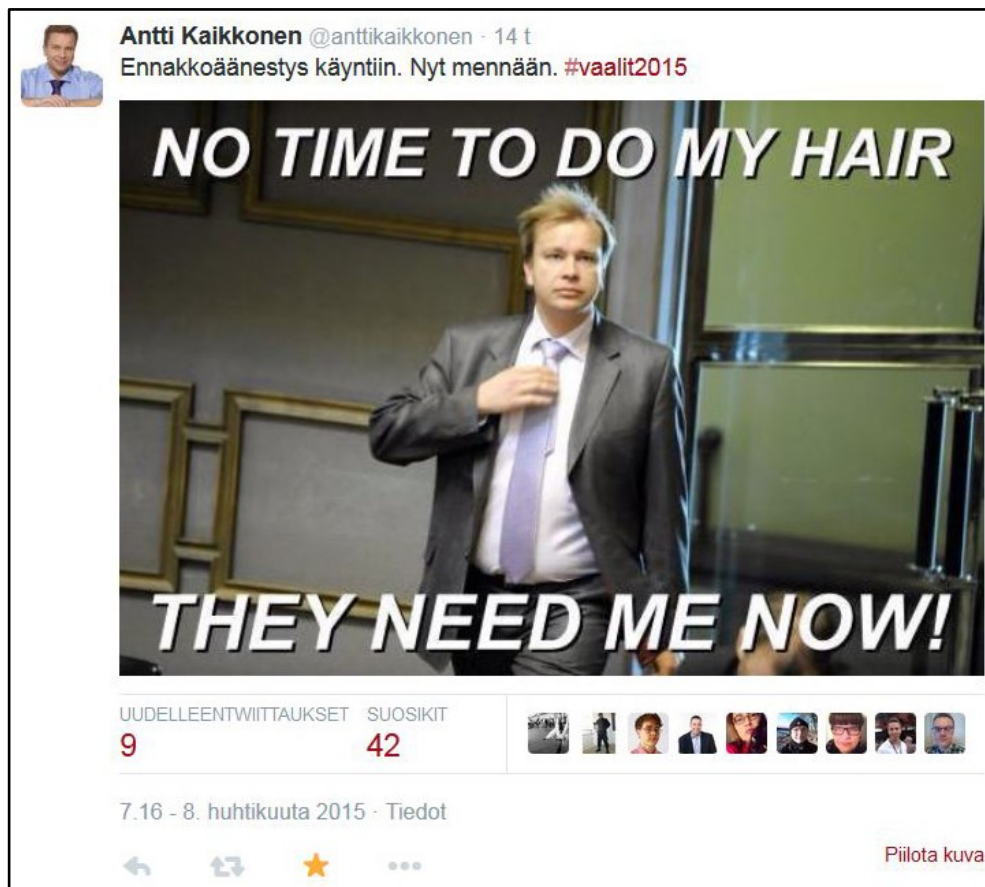 Antti Kaikkonen @anttikaikkonen · 14 t
Ennakkoäänestys käyntiin. Nyt mennään. #vaalit2015
NO TIME TO DO MY HAIR
THEY NEED ME NOW!
UUDELLEENTWIITTAUKSET SUOSIKIT
9 42
7.16 - 8. huhtikuuta 2015 · Tiedot
Piilota kuva